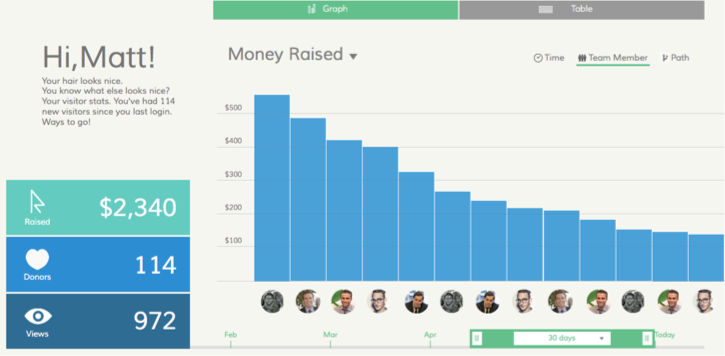 Graph
Table
Hi,Matt!
Your hair looks nice.
You know what else looks nice?
Your visitor stats. You've had 114
new visitors since you last login.
Ways to go!
Money Raised
Time
Team Member
Path
$500
$400
$300
$200
$100
$2,340
Raised
114
Donors
972
Views
Feb
Mar
Apr
30 days
Today